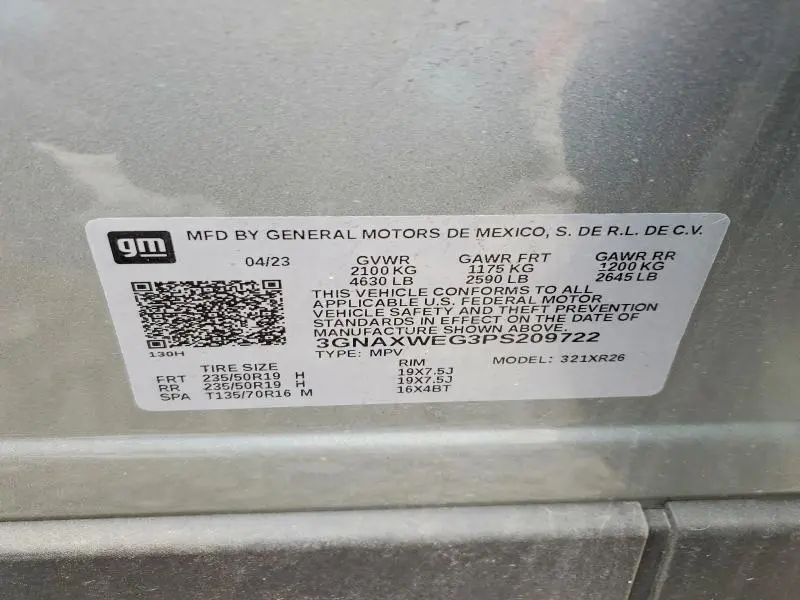 gm MFD BY GENERAL MOTORS DE MEXICO, S. DE R.L. DE C.V.
04/23 GVWR GAWR FRT GAWR RR
2100 KG 1175 KG 1200 KG
4630 LB 2590 LB 2645 LB
THIS VEHICLE CONFORMS TO ALL
APPLICABLE U.S. FEDERAL MOTOR
VEHICLE SAFETY AND THEFT PREVENTION
STANDARDS IN EFFECT ON THE DATE OF
MANUFACTURE SHOWN ABOVE.
3GNAXWEG3PS209722
130H TYPE: MPV MODEL: 321XR26
TIRE SIZE RIM
FRT 235/50R19 H 19X7.5J
RR 235/50R19 H 19X7.5J
SPA T135/70R16 M 16X4BT